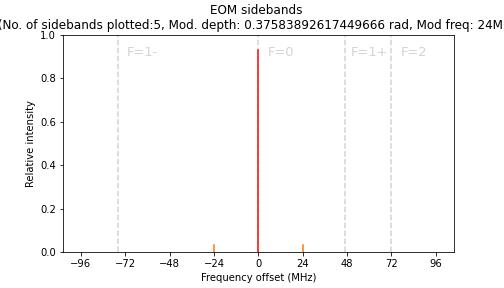 EOM sidebands
(No. of sidebands plotted:5, Mod. depth: 0.37583892617449666 rad, Mod freq: 24M
1.0
F=1-
F=0
F=1+
F=2
0.8
0.6
0.4
0.2
0.0
Relative intensity
−96
−72
−48
−24
0
24
48
72
96
Frequency offset (MHz)